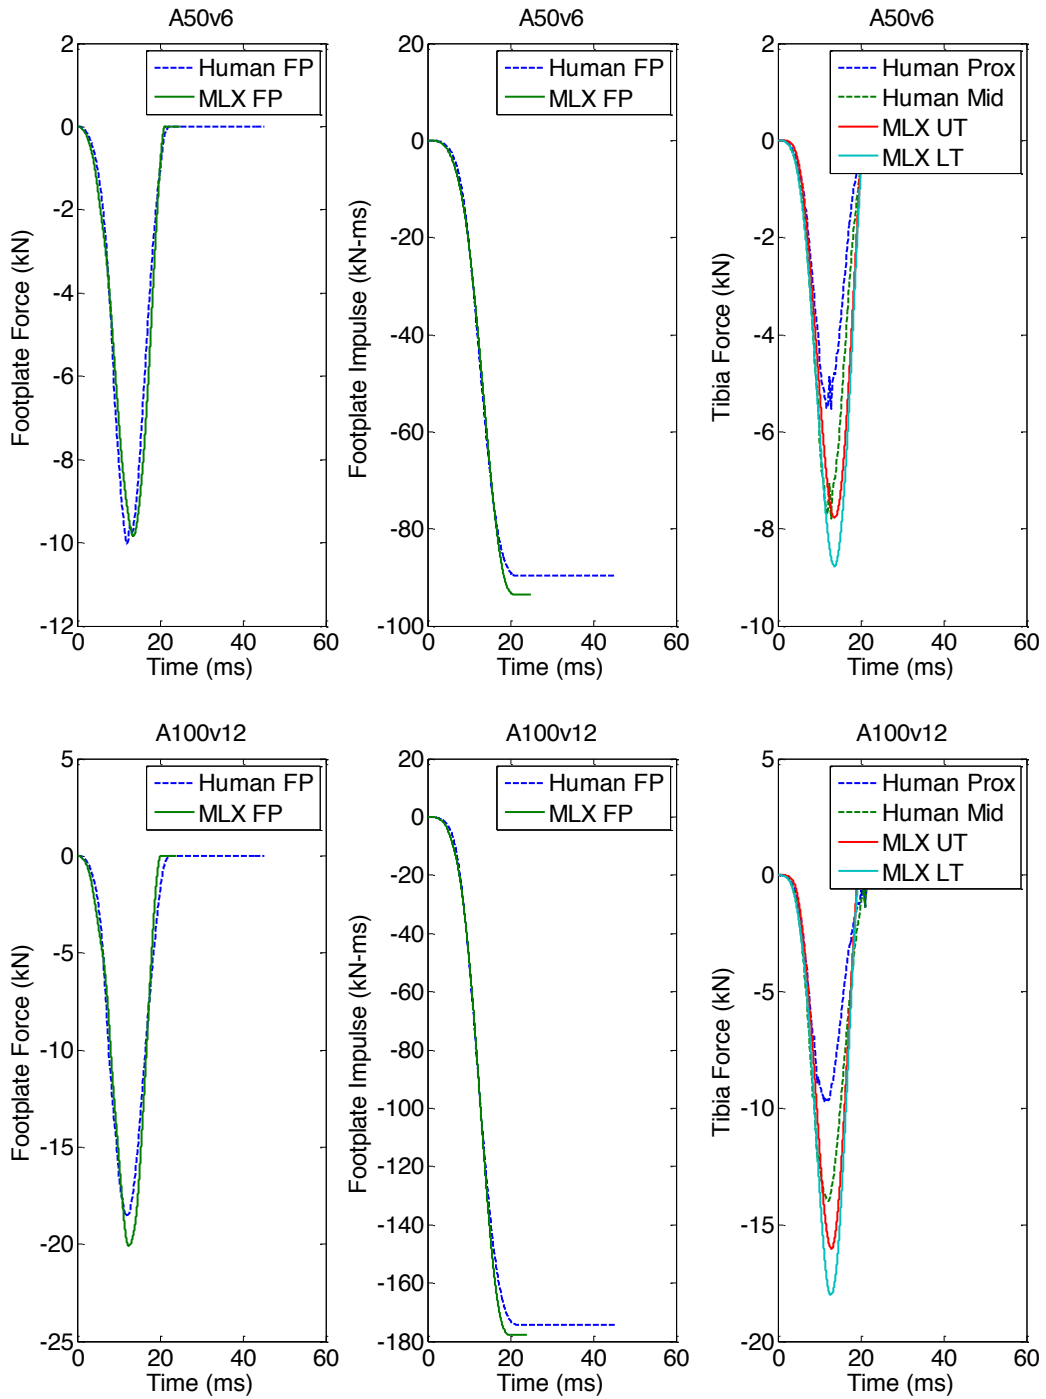 A50v6
2
0
-2
-4
-6
-8
-10
-12
0 20 40 60
Footplate Force (kN)
Time (ms)
Human FP
MLX FP
A50v6
20
0
-20
-40
-60
-80
-100
0 20 40 60
Footplate Impulse (kN-ms)
Time (ms)
Human FP
MLX FP
A50v6
2
0
-2
-4
-6
-8
-10
0 20 40 60
Tibia Force (kN)
Time (ms)
Human Prox
Human Mid
MLX UT
MLX LT
A100v12
5
0
-5
-10
-15
-20
-25
0 20 40 60
Footplate Force (kN)
Time (ms)
Human FP
MLX FP
A100v12
20
0
-20
-40
-60
-80
-100
-120
-140
-160
-180
0 20 40 60
Footplate Impulse (kN-ms)
Time (ms)
Human FP
MLX FP
A100v12
5
0
-5
-10
-15
-20
0 20 40 60
Tibia Force (kN)
Time (ms)
Human Prox
Human Mid
MLX UT
MLX LT